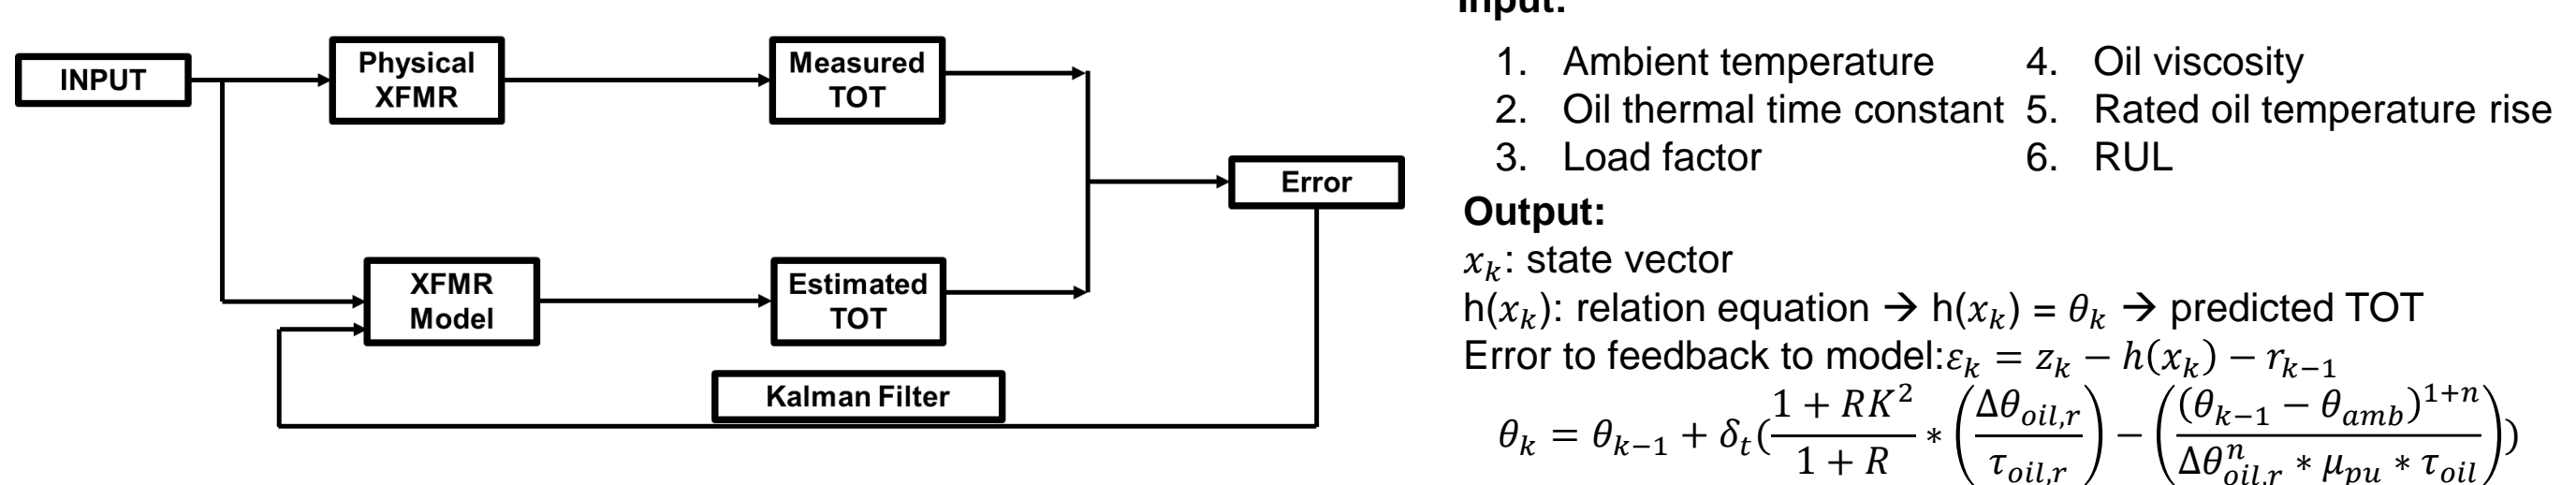 INPUT
Physical
XFMR
Measured
TOT
Error
XFMR
Model
Estimated
TOT
Kalman Filter
Input:
1. Ambient temperature
2. Oil thermal time constant
3. Load factor
4. Oil viscosity
5. Rated oil temperature rise
6. RUL
Output:
x_k: state vector
h(x_k): relation equation → h(x_k) = θ_k → predicted TOT
Error to feedback to model:ε_k = z_k − h(x_k) − r_{k−1}
θ_k = θ_{k−1} + δ_t(\frac{1 + RK^2}{1 + R} * (\frac{Δθ_{oil,r}}{τ_{oil,r}}) − (\frac{(θ_{k−1} − θ_{amb})^{1+n}}{Δθ^n_{oil,r} * μ_{pu} * τ_{oil}}))